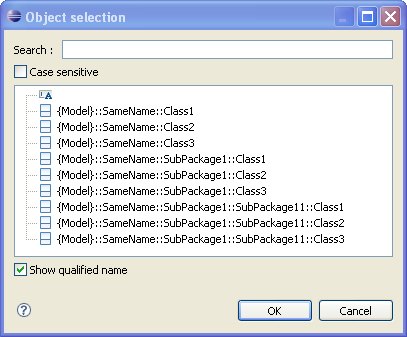 Object selection
Search :
Case sensitive
{Model}::SameName::Class1
{Model}::SameName::Class2
{Model}::SameName::Class3
{Model}::SameName::SubPackage1::Class1
{Model}::SameName::SubPackage1::Class2
{Model}::SameName::SubPackage1::Class3
{Model}::SameName::SubPackage1::SubPackage11::Class1
{Model}::SameName::SubPackage1::SubPackage11::Class2
{Model}::SameName::SubPackage1::SubPackage11::Class3
Show qualified name
? OK Cancel